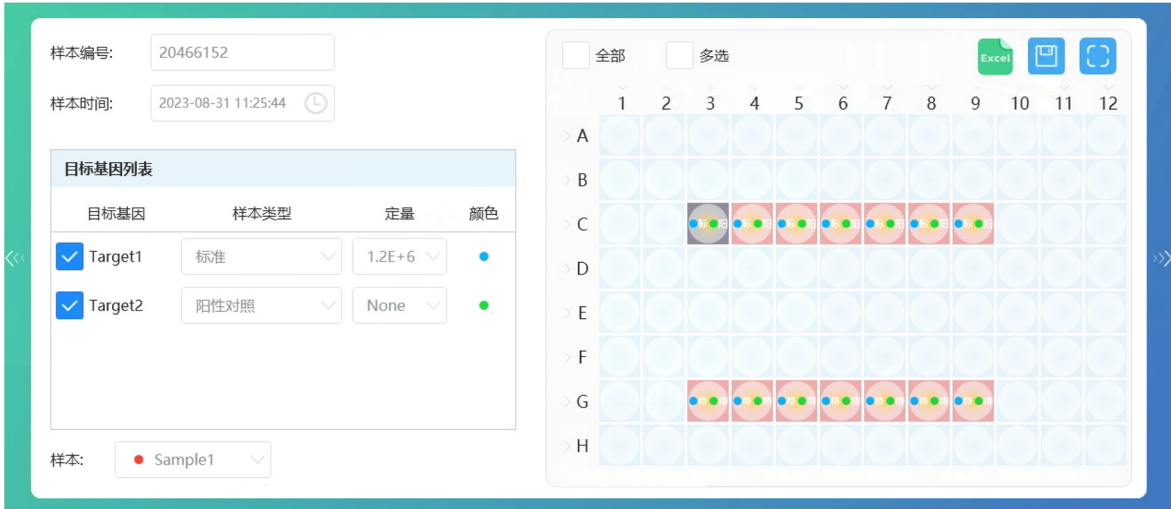 样本编号: 20466152
样本时间: 2023-08-31 11:25:44
目标基因列表
目标基因 样本类型 定量 颜色
Target1 标准 1.2E+6
Target2 阳性对照 None
样本: Sample1
全部 多选 Excel
1 2 3 4 5 6 7 8 9 10 11 12
A
B
C
D
E
F
G
H